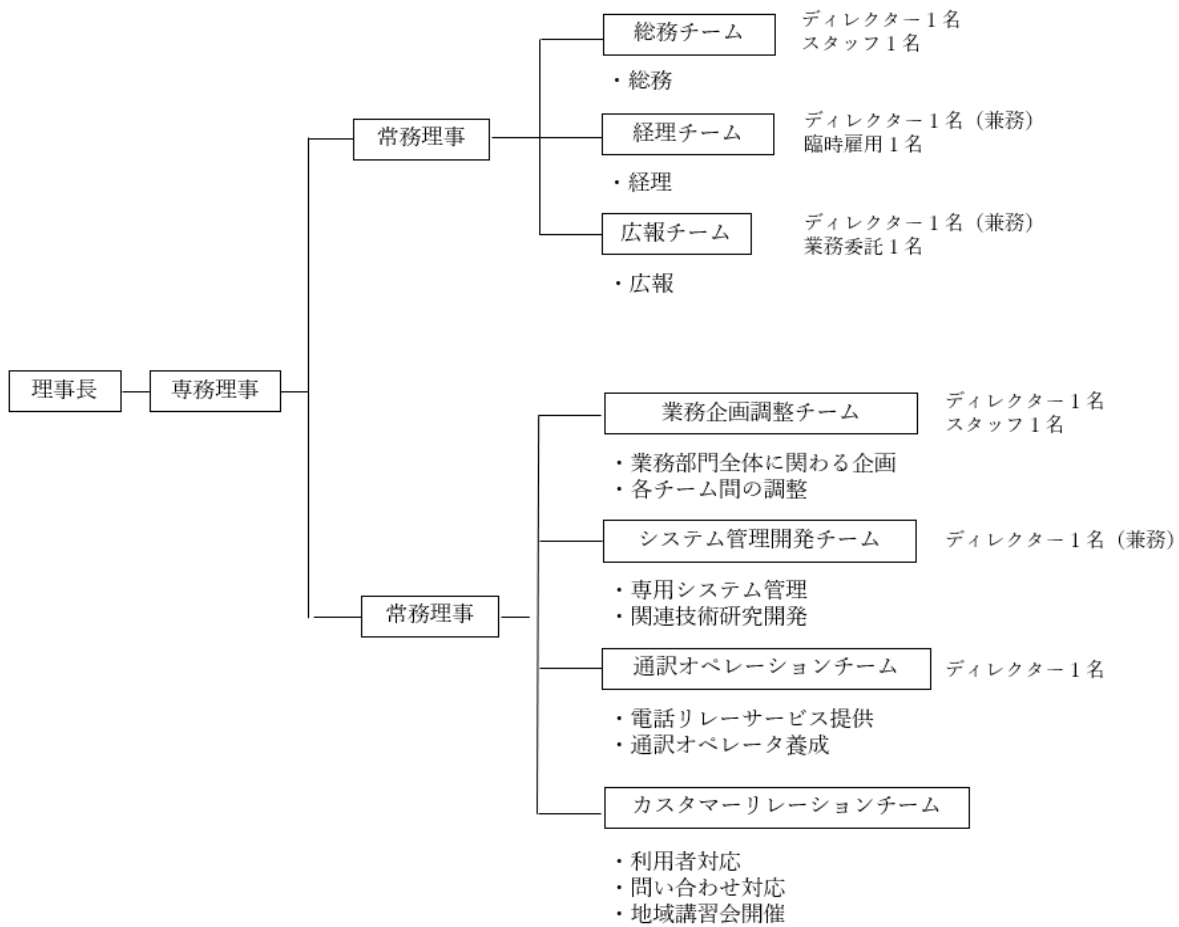 理事長
専務理事
常務理事
総務チーム
ディレクター1名
スタッフ1名
・総務
経理チーム
ディレクター1名（兼務）
臨時雇用1名
・経理
広報チーム
ディレクター1名（兼務）
業務委託1名
・広報
常務理事
業務企画調整チーム
ディレクター1名
スタッフ1名
・業務部門全体に関わる企画
・各チーム間の調整
システム管理開発チーム
ディレクター1名（兼務）
・専用システム管理
・関連技術研究開発
通訳オペレーションチーム
ディレクター1名
・電話リレーサービス提供
・通訳オペレータ養成
カスタマーリレーションチーム
・利用者対応
・問い合わせ対応
・地域講習会開催